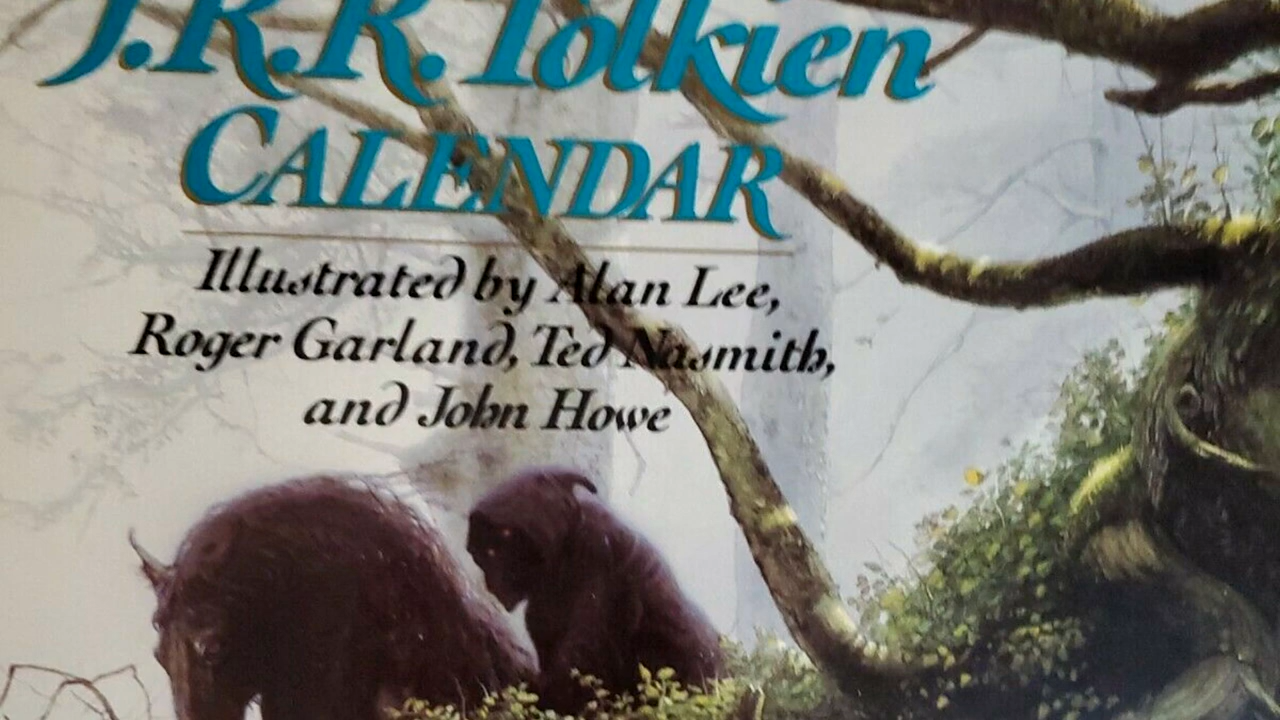 J.R.R. Tolkien
CALENDAR
Illustrated by Alan Lee,
Roger Garland, Ted Nasmith,
and John Howe